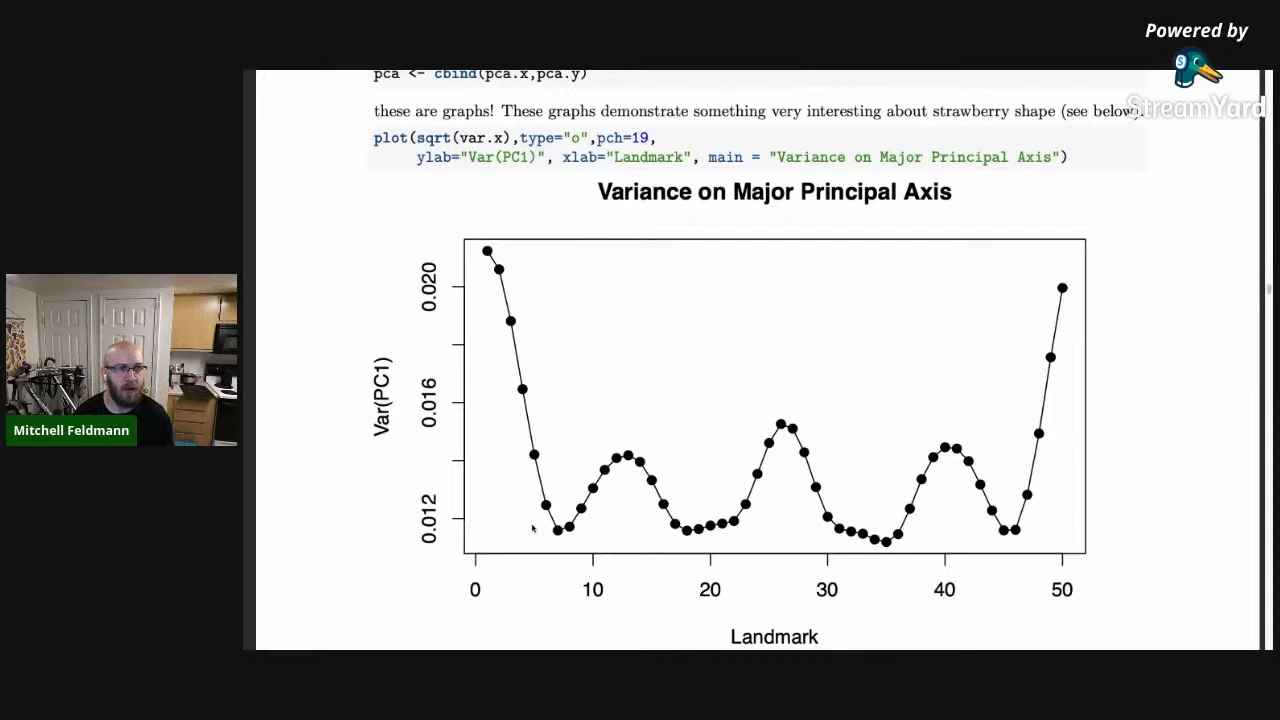 Powered by
StreamYard
pca <- cbind(pca.x,pca.y)
these are graphs! These graphs demonstrate something very interesting about strawberry shape (see below).
plot(sqrt(var.x),type="o",pch=19,
ylab="Var(PC1)", xlab="Landmark", main = "Variance on Major Principal Axis")
Variance on Major Principal Axis
Var(PC1)
0.020
0.016
0.012
0
10
20
30
40
50
Landmark
Mitchell Feldmann